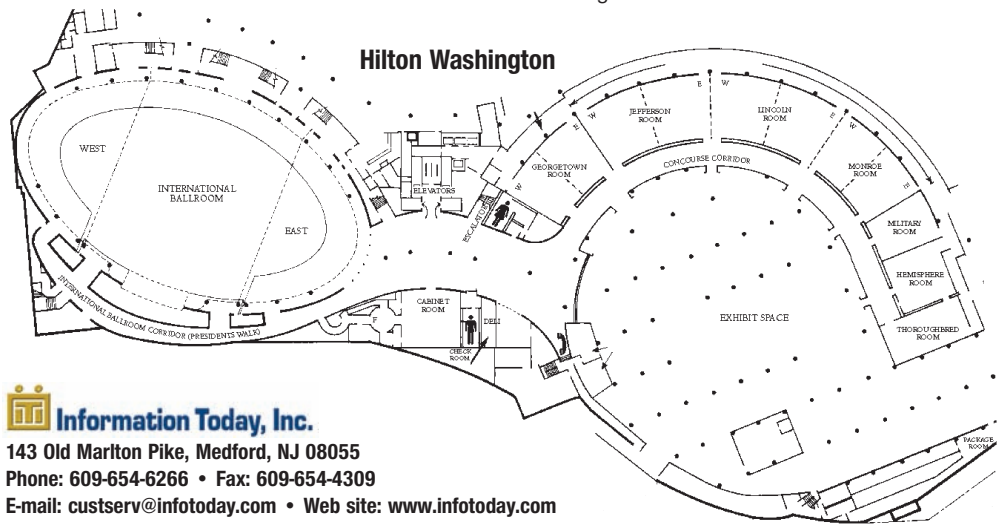 Hilton Washington
WEST
INTERNATIONAL
BALLROOM
EAST
INTERNATIONAL BALLROOM CORRIDOR (PRESIDENTS WALK)
ELEVATORS
ESCALATOR
GEORGETOWN
ROOM
W
E
JEFFERSON
ROOM
W
E
LINCOLN
ROOM
W
E
MONROE
ROOM
W
E
CONCOURSE CORRIDOR
MILITARY
ROOM
HEMISPHERE
ROOM
THOROUGHBRED
ROOM
EXHIBIT SPACE
CABINET
ROOM
F
DELI
CHECK
ROOM
PACKAGE
ROOM
iTi Information Today, Inc.
143 Old Marlton Pike, Medford, NJ 08055
Phone: 609-654-6266 • Fax: 609-654-4309
E-mail: custserv@infotoday.com • Web site: www.infotoday.com